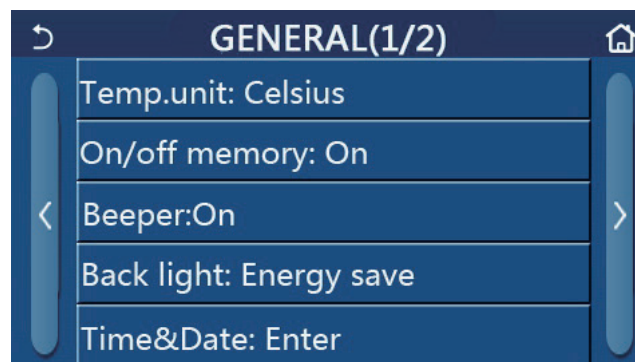 GENERAL(1/2)
Temp.unit: Celsius
On/off memory: On
Beeper:On
Back light: Energy save
Time&Date: Enter